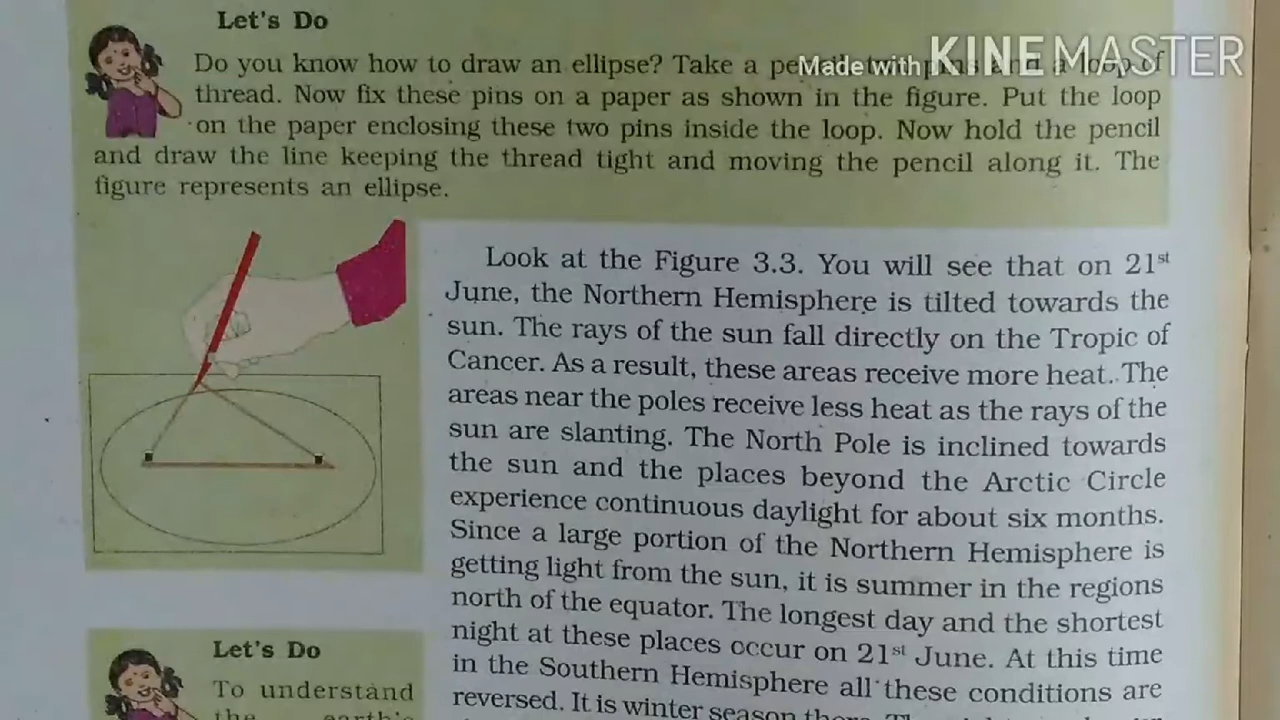 Let's Do
Do you know how to draw an ellipse? Take a pe
Made with KINEMASTER
a loop of
thread. Now fix these pins on a paper as shown in the figure. Put the loop
on the paper enclosing these two pins inside the loop. Now hold the pencil
and draw the line keeping the thread tight and moving the pencil along it. The
figure represents an ellipse.
Look at the Figure 3.3. You will see that on 21st
June, the Northern Hemisphere is tilted towards the
sun. The rays of the sun fall directly on the Tropic of
Cancer. As a result, these areas receive more heat. The
areas near the poles receive less heat as the rays of the
sun are slanting. The North Pole is inclined towards
the sun and the places beyond the Arctic Circle
experience continuous daylight for about six months.
Since a large portion of the Northern Hemisphere is
getting light from the sun, it is summer in the regions
north of the equator. The longest day and the shortest
night at these places occur on 21st June. At this time
in the Southern Hemisphere all these conditions are
reversed. It is winter season there.
Let's Do
To understand
the earth's